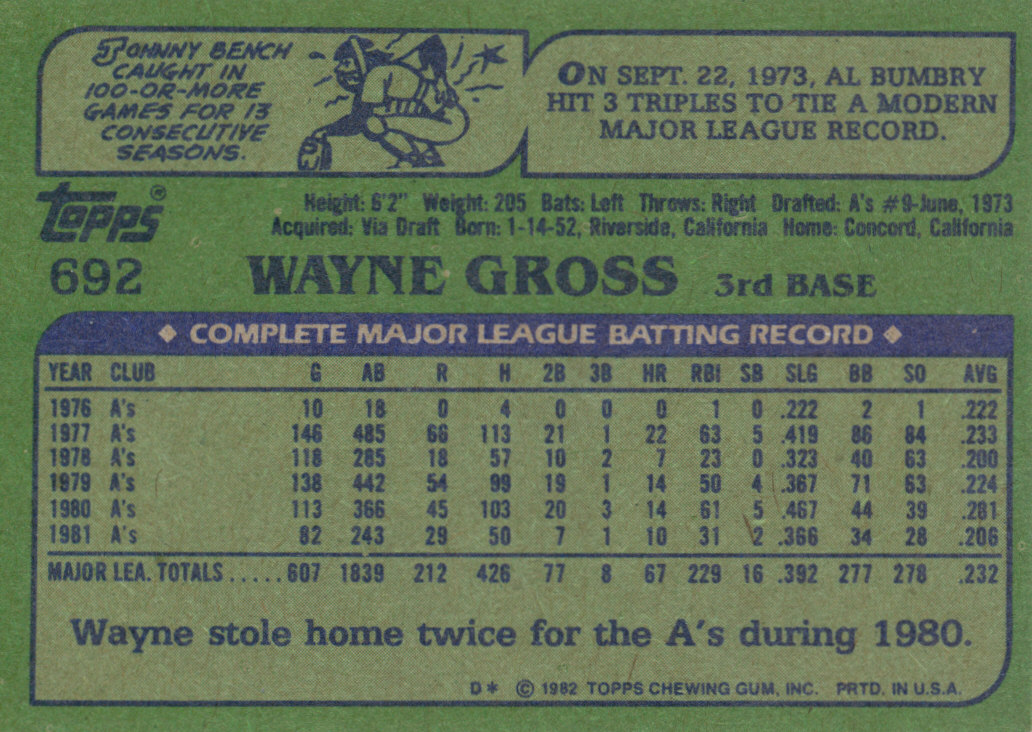 JOHNNY BENCH
CAUGHT IN
100-OR-MORE
GAMES FOR 13
CONSECUTIVE
SEASONS.
ON SEPT. 22, 1973, AL BUMBRY
HIT 3 TRIPLES TO TIE A MODERN
MAJOR LEAGUE RECORD.
Topps®
Height: 6'2" Weight: 205 Bats: Left Throws: Right Drafted: A's #9-June, 1973
Acquired: Via Draft Born: 1-14-52, Riverside, California Home: Concord, California
692 WAYNE GROSS 3rd BASE
◆ COMPLETE MAJOR LEAGUE BATTING RECORD ◆
YEAR CLUB G AB R H 2B 3B HR RBI SB SLG BB SO AVG
1976 A's 10 18 0 4 0 0 0 1 0 .222 2 1 .222
1977 A's 146 485 66 113 21 1 22 63 5 .419 86 84 .233
1978 A's 118 285 18 57 10 2 7 23 0 .323 40 63 .200
1979 A's 138 442 54 99 19 1 14 50 4 .367 71 63 .224
1980 A's 113 366 45 103 20 3 14 61 5 .467 44 39 .281
1981 A's 82 243 29 50 7 1 10 31 2 .366 34 28 .206
MAJOR LEA. TOTALS.....607 1839 212 426 77 8 67 229 16 .392 277 278 .232
Wayne stole home twice for the A's during 1980.
D* © 1982 TOPPS CHEWING GUM, INC. PRTD. IN U.S.A.